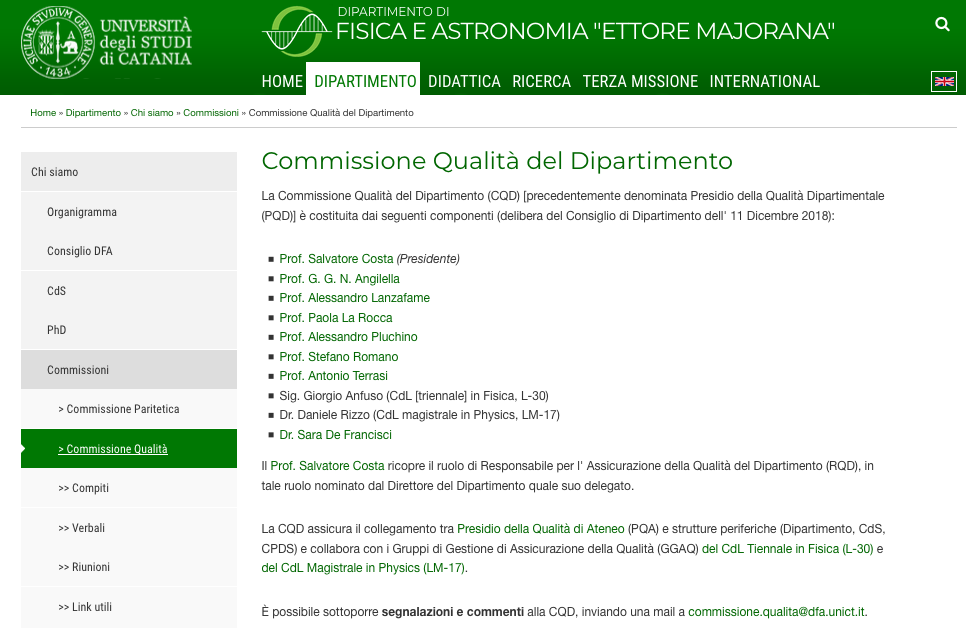 UNIVERSITÀ
degli STUDI
di CATANIA
SICILIAE STVDIVM GENERALE
1434
DIPARTIMENTO DI
FISICA E ASTRONOMIA "ETTORE MAJORANA"
HOME DIPARTIMENTO DIDATTICA RICERCA TERZA MISSIONE INTERNATIONAL
Home » Dipartimento » Chi siamo » Commissioni » Commissione Qualità del Dipartimento
Chi siamo
Organigramma
Consiglio DFA
CdS
PhD
Commissioni
> Commissione Paritetica
> Commissione Qualità
>> Compiti
>> Verbali
>> Riunioni
>> Link utili
Commissione Qualità del Dipartimento
La Commissione Qualità del Dipartimento (CQD) [precedentemente denominata Presidio della Qualità Dipartimentale
(PQD)] è costituita dai seguenti componenti (delibera del Consiglio di Dipartimento dell' 11 Dicembre 2018):
Prof. Salvatore Costa (Presidente)
Prof. G. G. N. Angilella
Prof. Alessandro Lanzafame
Prof. Paola La Rocca
Prof. Alessandro Pluchino
Prof. Stefano Romano
Prof. Antonio Terrasi
Sig. Giorgio Anfuso (CdL [triennale] in Fisica, L-30)
Dr. Daniele Rizzo (CdL magistrale in Physics, LM-17)
Dr. Sara De Francisci
Il Prof. Salvatore Costa ricopre il ruolo di Responsabile per l' Assicurazione della Qualità del Dipartimento (RQD), in
tale ruolo nominato dal Direttore del Dipartimento quale suo delegato.
La CQD assicura il collegamento tra Presidio della Qualità di Ateneo (PQA) e strutture periferiche (Dipartimento, CdS,
CPDS) e collabora con i Gruppi di Gestione di Assicurazione della Qualità (GGAQ) del CdL Tiennale in Fisica (L-30) e
del CdL Magistrale in Physics (LM-17).
È possibile sottoporre segnalazioni e commenti alla CQD, inviando una mail a commissione.qualita@dfa.unict.it.